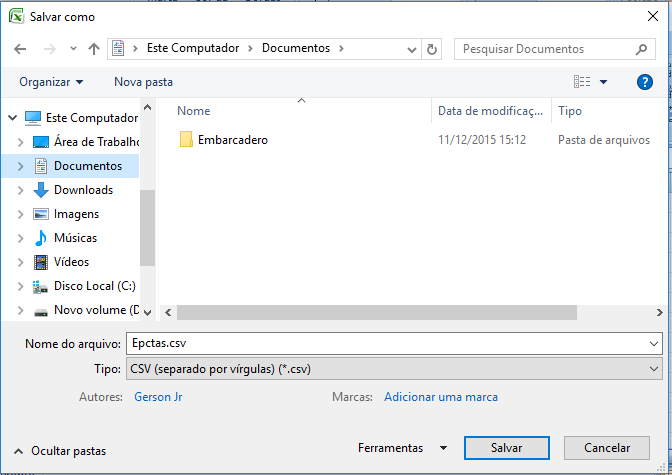 Salvar como
Este Computador > Documentos >
Pesquisar Documentos
Organizar
Nova pasta
Nome
Data de modificaç...
Tipo
Este Computador
Área de Trabalho
Documentos
Downloads
Imagens
Músicas
Vídeos
Disco Local (C:)
Novo volume (D
Embarcadero
11/12/2015 15:12
Pasta de arquivos
Nome do arquivo: Epctas.csv
Tipo: CSV (separado por vírgulas) (*.csv)
Autores: Gerson Jr
Marcas: Adicionar uma marca
Ocultar pastas
Ferramentas
Salvar
Cancelar